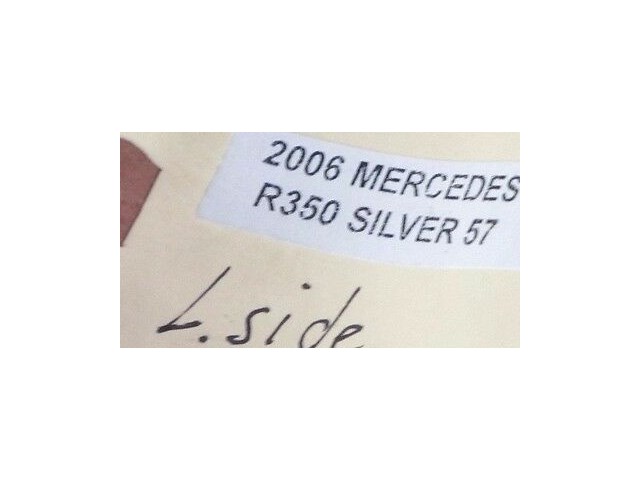 2006 MERCEDES
R350 SILVER 57
L. side